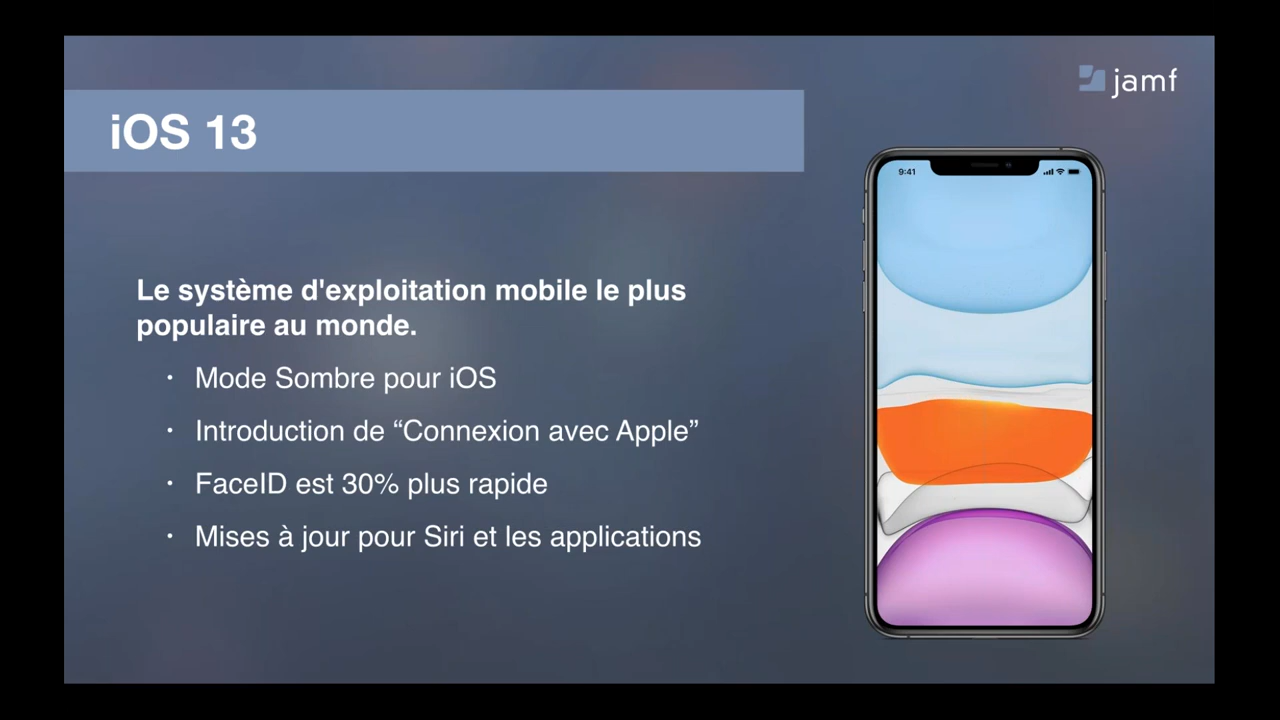 jamf
iOS 13
Le système d'exploitation mobile le plus
populaire au monde.
• Mode Sombre pour iOS
• Introduction de “Connexion avec Apple”
• FaceID est 30% plus rapide
• Mises à jour pour Siri et les applications
9:41